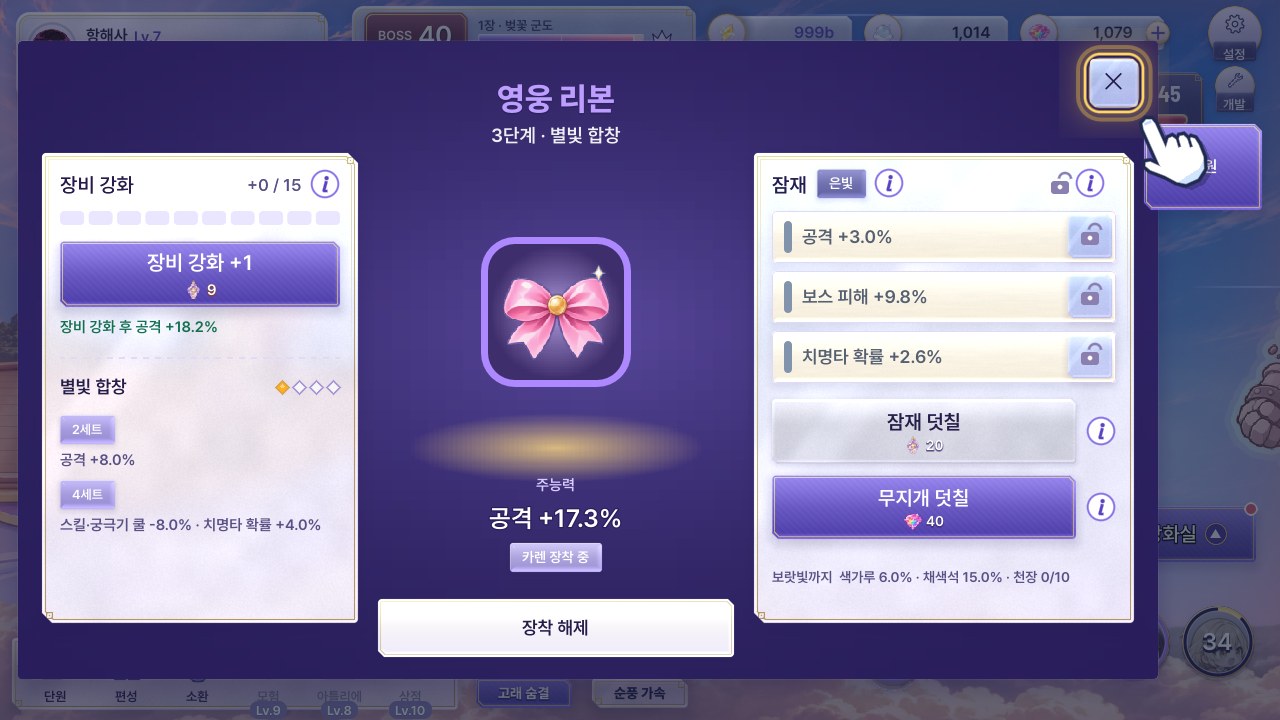 항해사 Lv.7
BOSS 40
1장 · 벚꽃 군도
999b
1,014
1,079
설정
개발
45
영웅 리본
3단계 · 별빛 합창
장비 강화
+0 / 15
장비 강화 +1
9
장비 강화 후 공격 +18.2%
별빛 합창
2세트
공격 +8.0%
4세트
스킬·궁극기 쿨 -8.0% · 치명타 확률 +4.0%
주능력
공격 +17.3%
카렌 장착 중
장착 해제
잠재
은빛
공격 +3.0%
보스 피해 +9.8%
치명타 확률 +2.6%
잠재 덧칠
20
무지개 덧칠
40
보랏빛까지 색가루 6.0% · 채색석 15.0% · 천장 0/10
34
단원
편성
소환
모험
Lv.9
아틀리에
Lv.8
상점
Lv.10
고래 숨결
순풍 가속